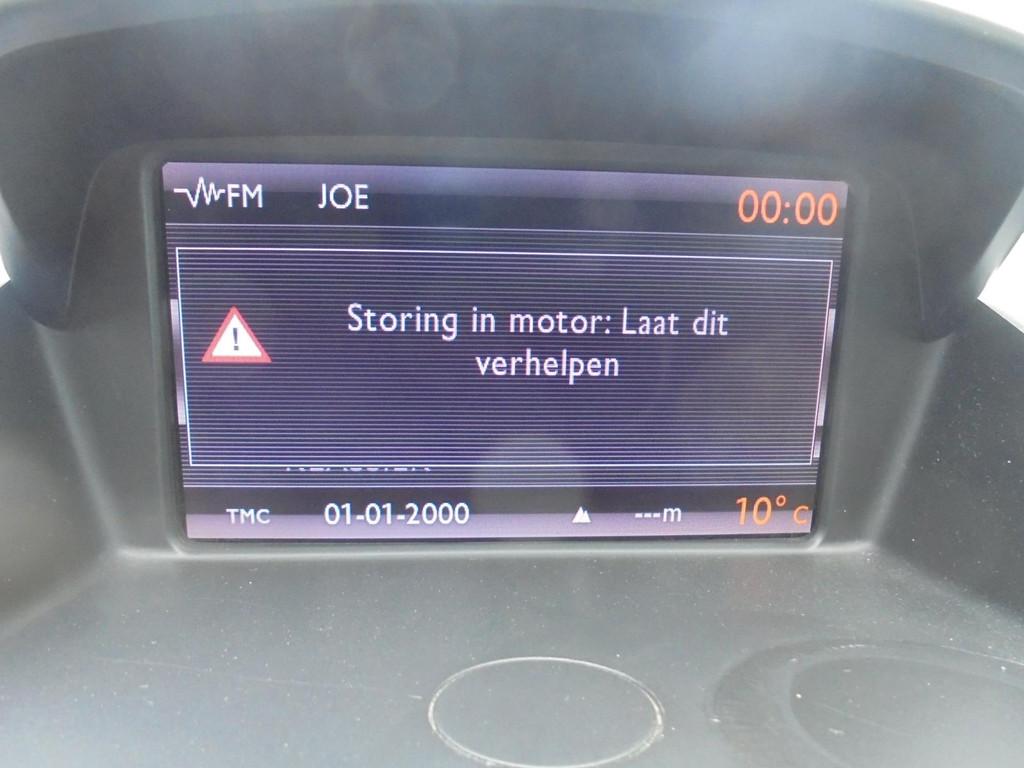 FM JOE 00:00
Storing in motor: Laat dit
verhelpen
TMC 01-01-2000 ---m 10° C